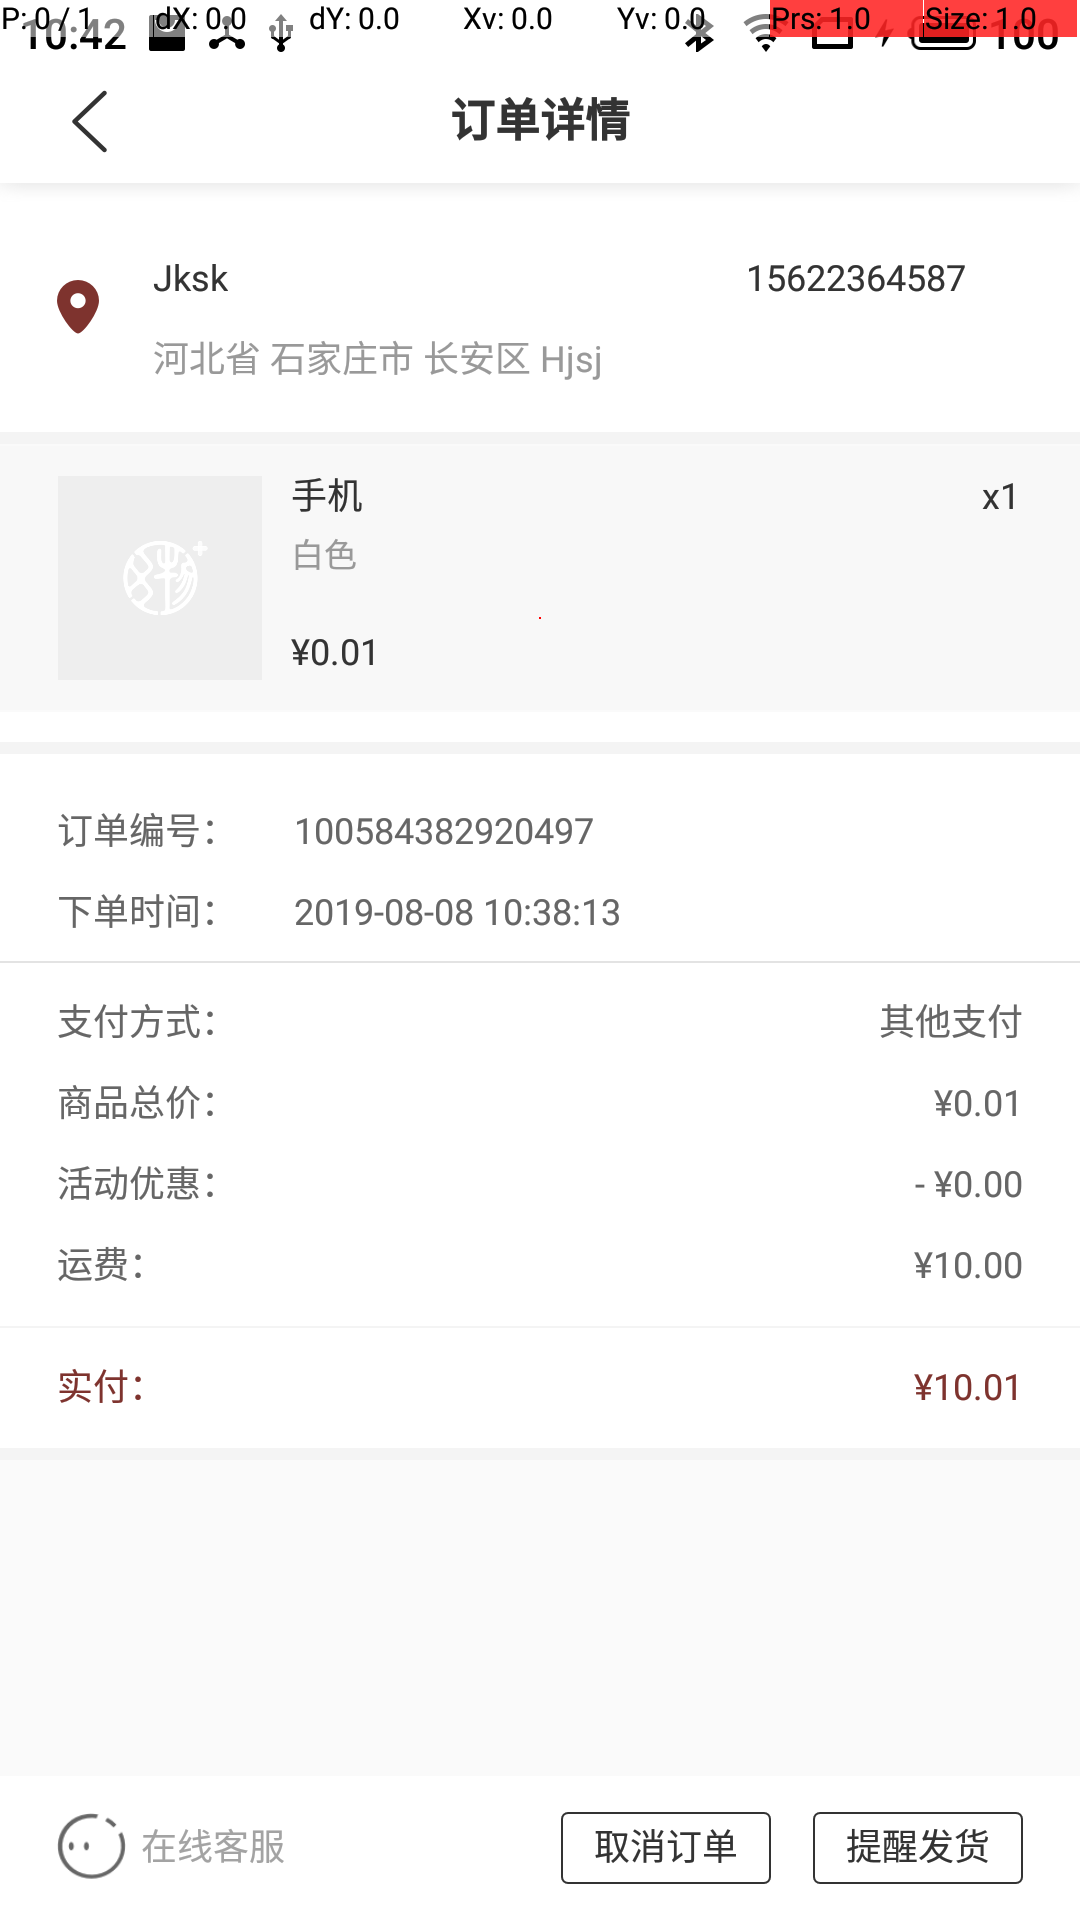 P: 0 / 1 dX: 0.0 dY: 0.0 Xv: 0.0 Yv: 0.0 Prs: 1.0 Size: 1.0
10:42 100
订单详情
Jksk 15622364587
河北省 石家庄市 长安区 Hjsj
手机 x1
白色
¥0.01
订单编号: 100584382920497
下单时间: 2019-08-08 10:38:13
支付方式: 其他支付
商品总价: ¥0.01
活动优惠: - ¥0.00
运费: ¥10.00
实付: ¥10.01
在线客服 取消订单 提醒发货